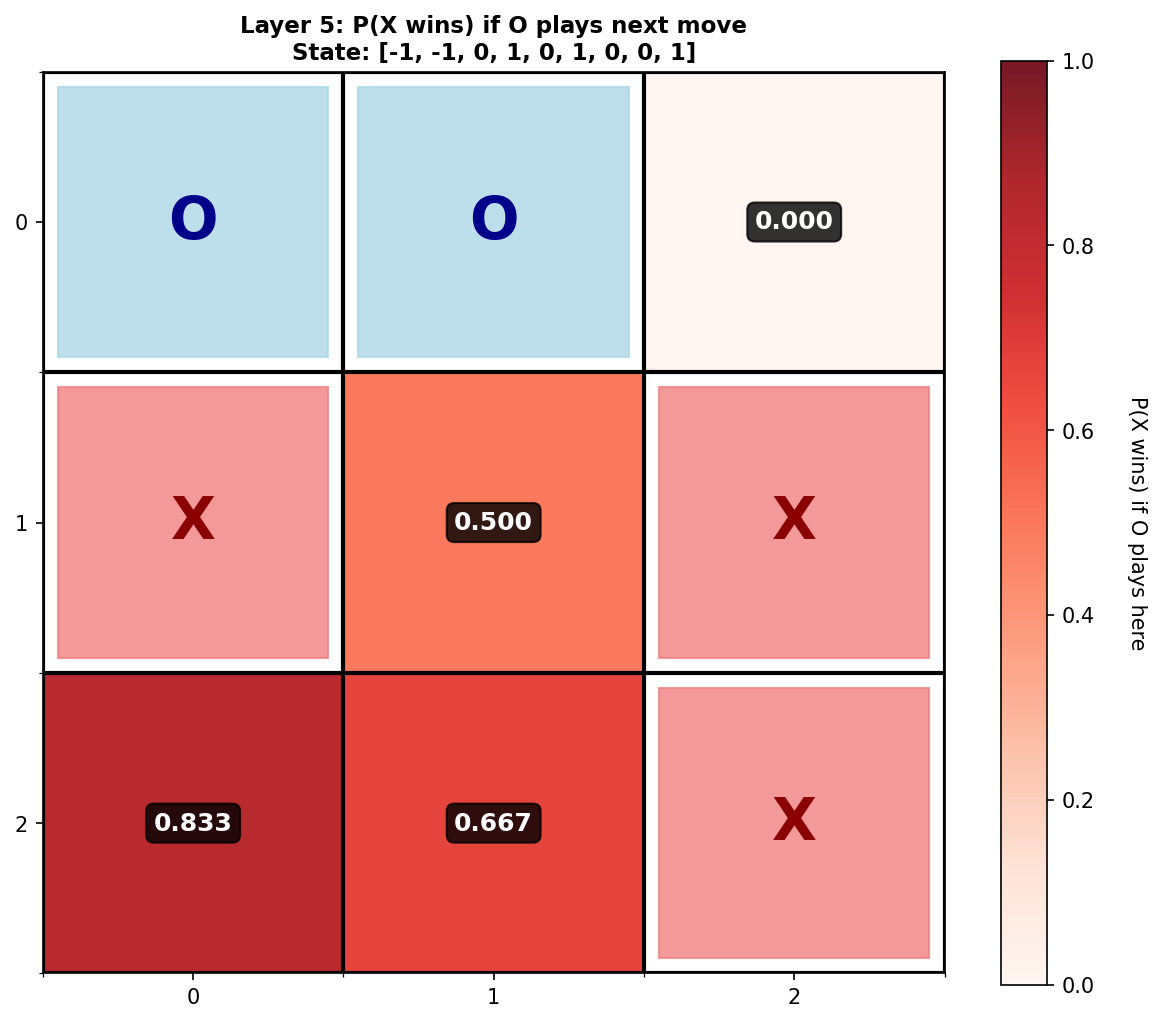 Layer 5: P(X wins) if O plays next move
State: [-1, -1, 0, 1, 0, 1, 0, 0, 1]
0
O
O
0.000
1
X
0.500
X
2
0.833
0.667
X
0
1
2
1.0
0.8
0.6
0.4
0.2
0.0
P(X wins) if O plays here